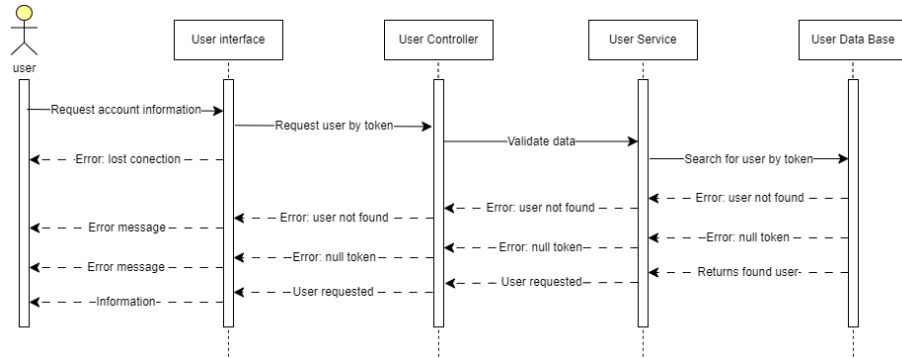 User interface
User Controller
User Service
User Data Base
user
Request account information
Request user by token
Validate data
Error: lost conection
Search for user by token
Error: user not found
Error: user not found
Error: user not found
Error message
Error: null token
Error: null token
Error: null token
Error message
Returns found user
User requested
User requested
Information